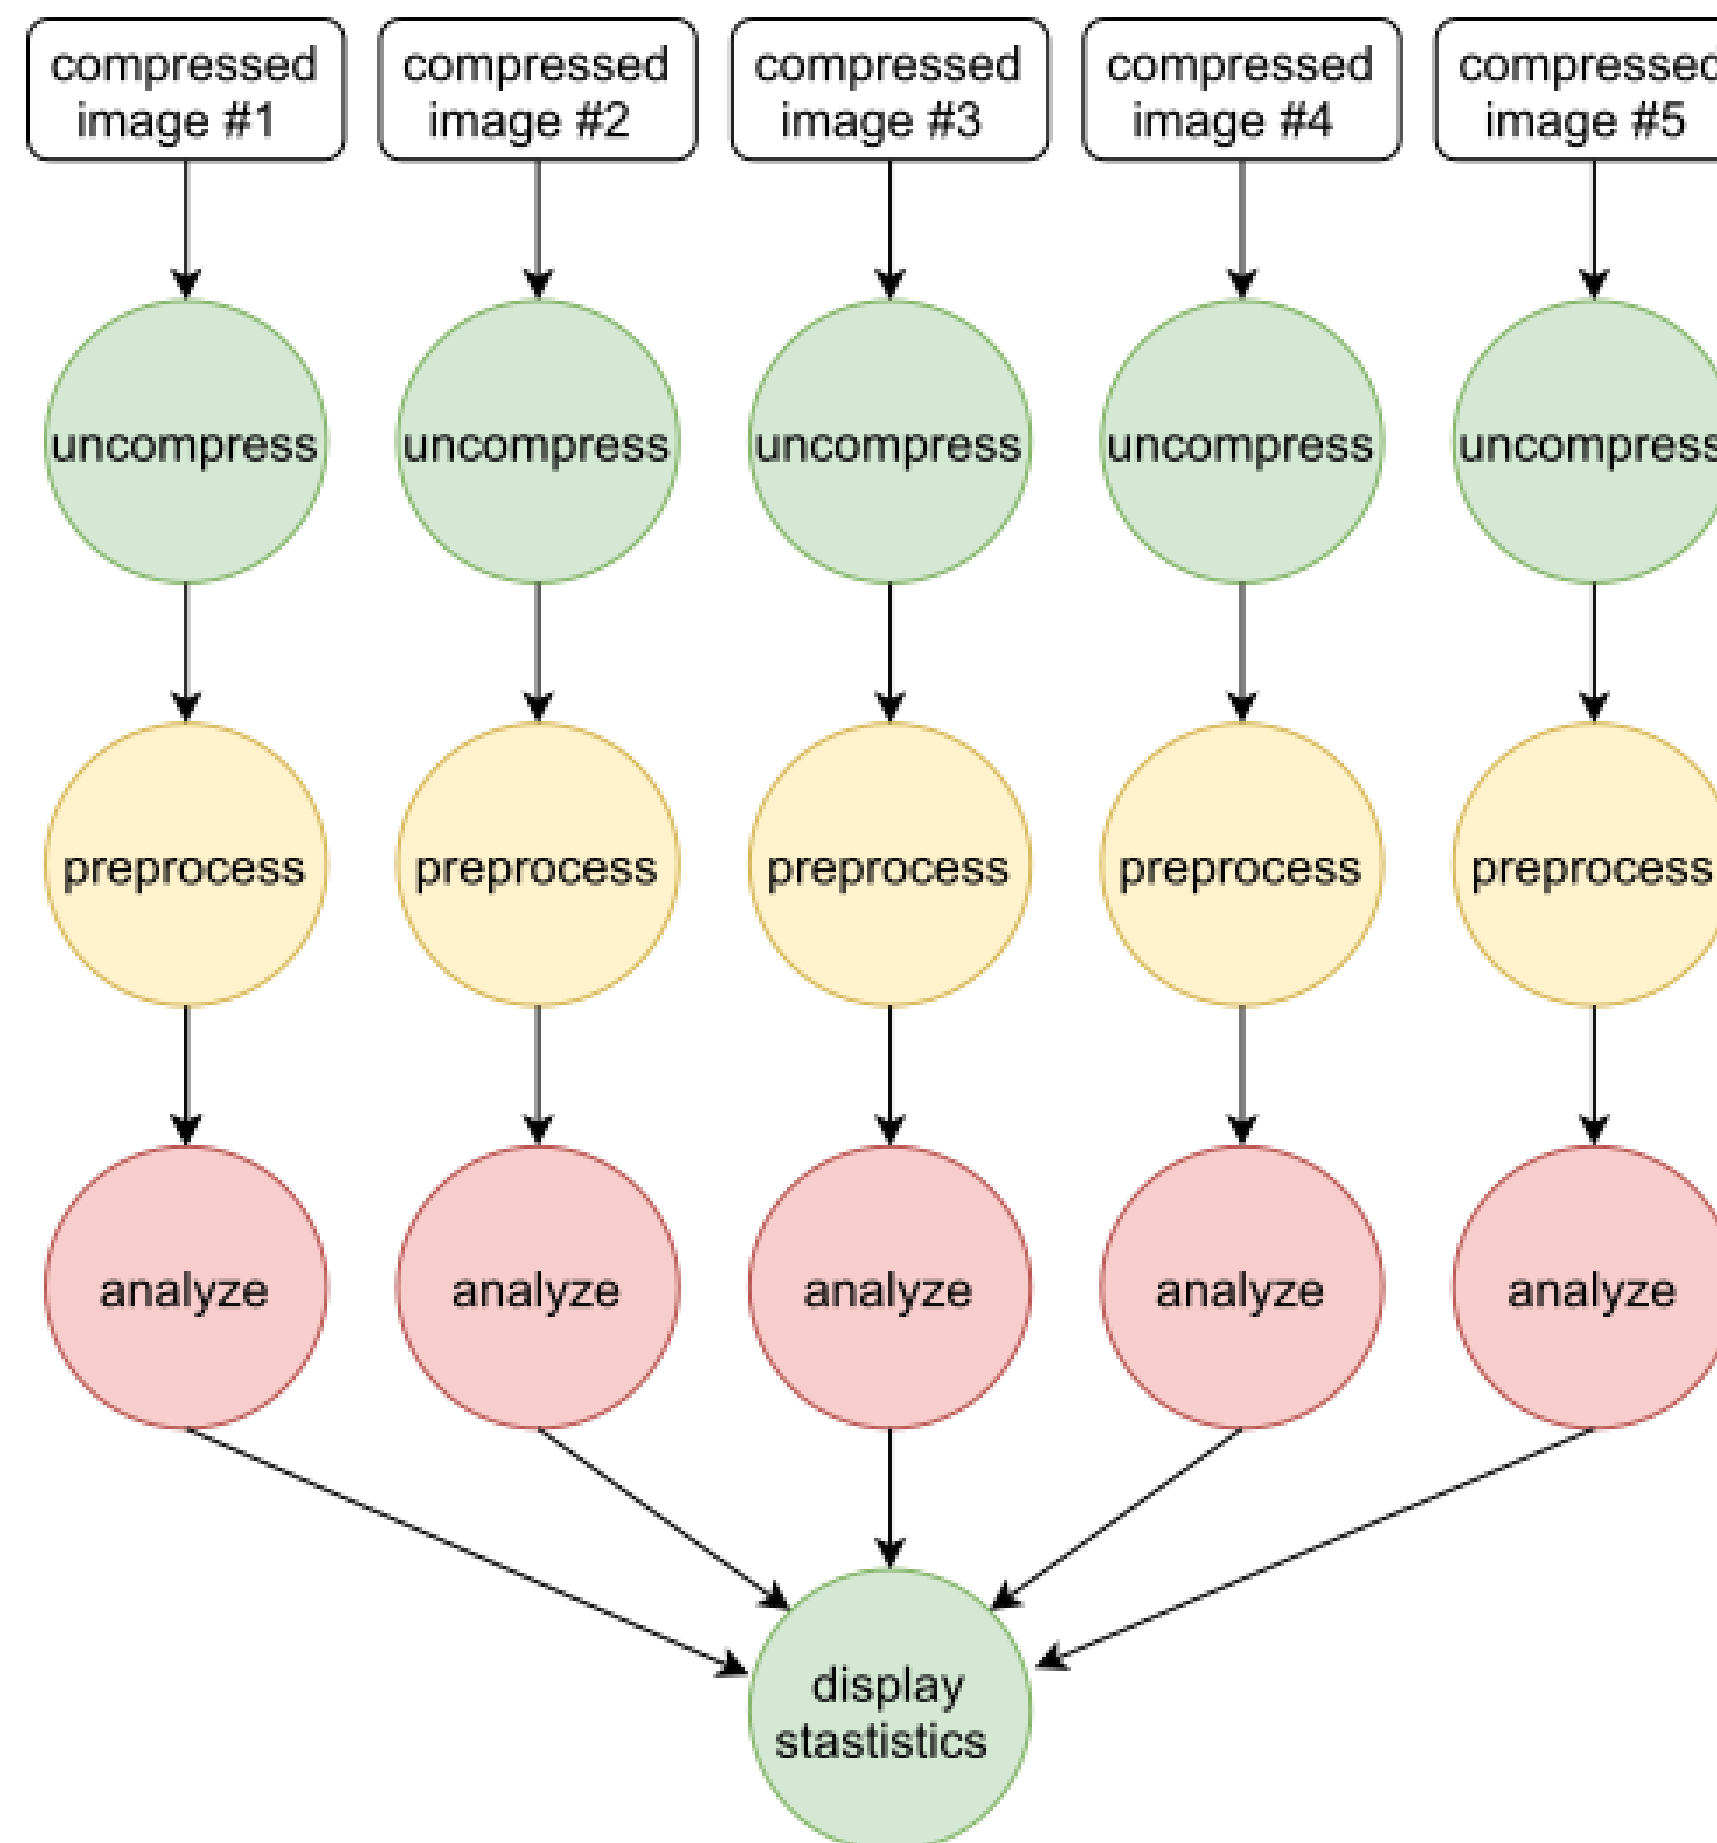 compressed
image #1
compressed
image #2
compressed
image #3
compressed
image #4
compressed
image #5
uncompress
uncompress
uncompress
uncompress
uncompress
preprocess
preprocess
preprocess
preprocess
preprocess
analyze
analyze
analyze
analyze
analyze
display
stastistics